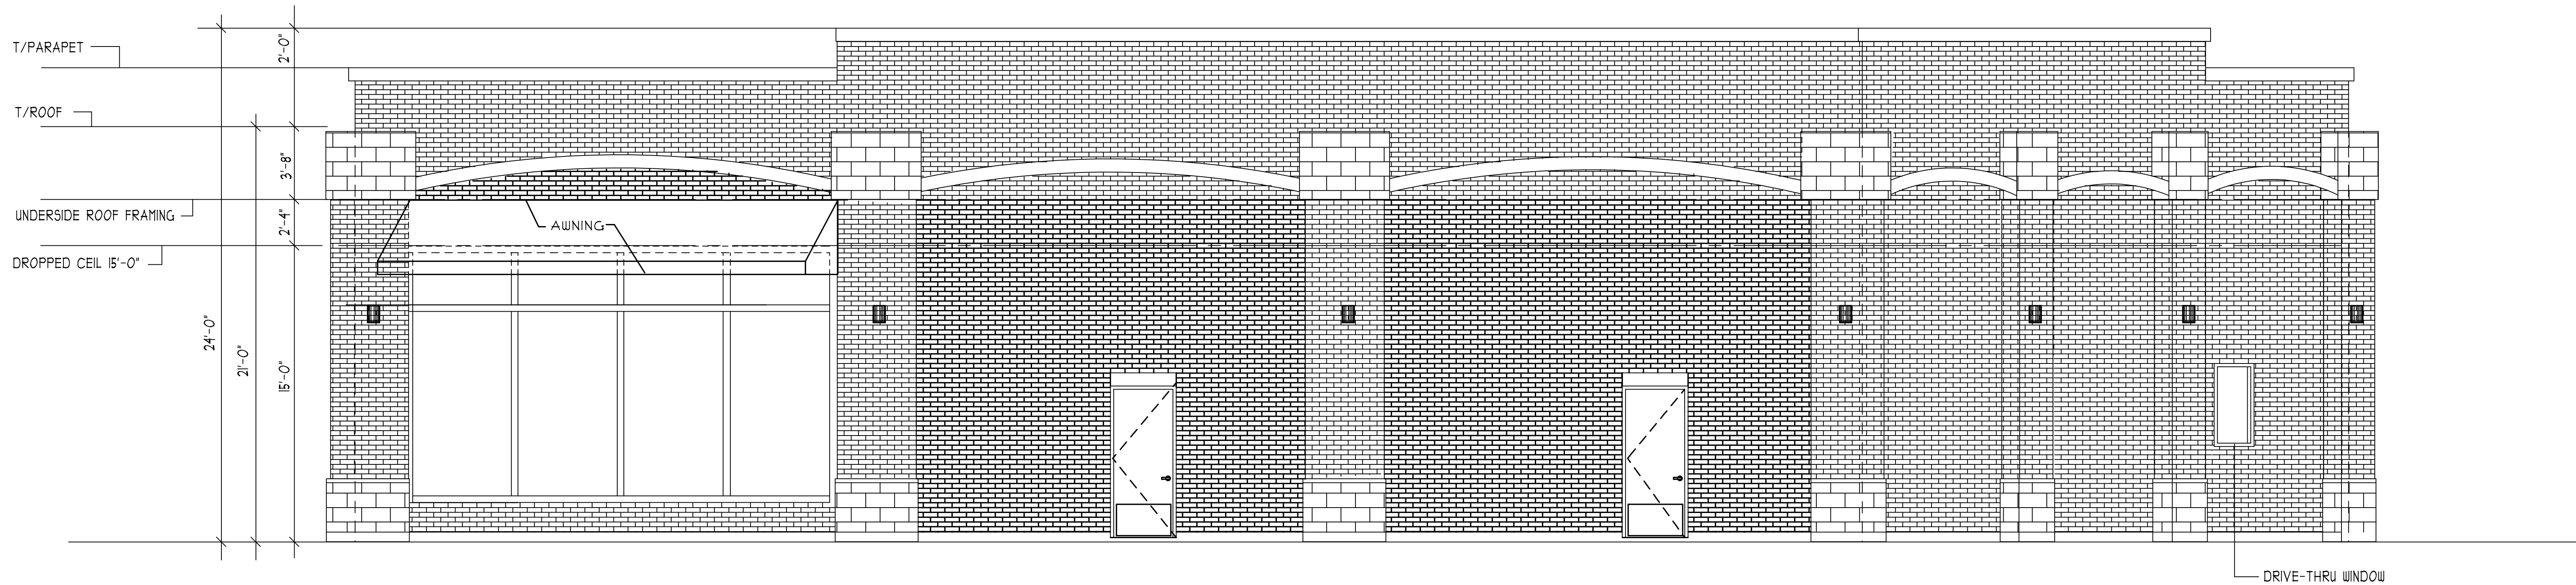 T/PARAPET
2'-0"
T/ROOF
3'-8"
UNDERSIDE ROOF FRAMING
2'-4"
AWNING
DROPPED CEIL 15'-0"
24'-0"
21'-0"
15'-0"
DRIVE-THRU WINDOW